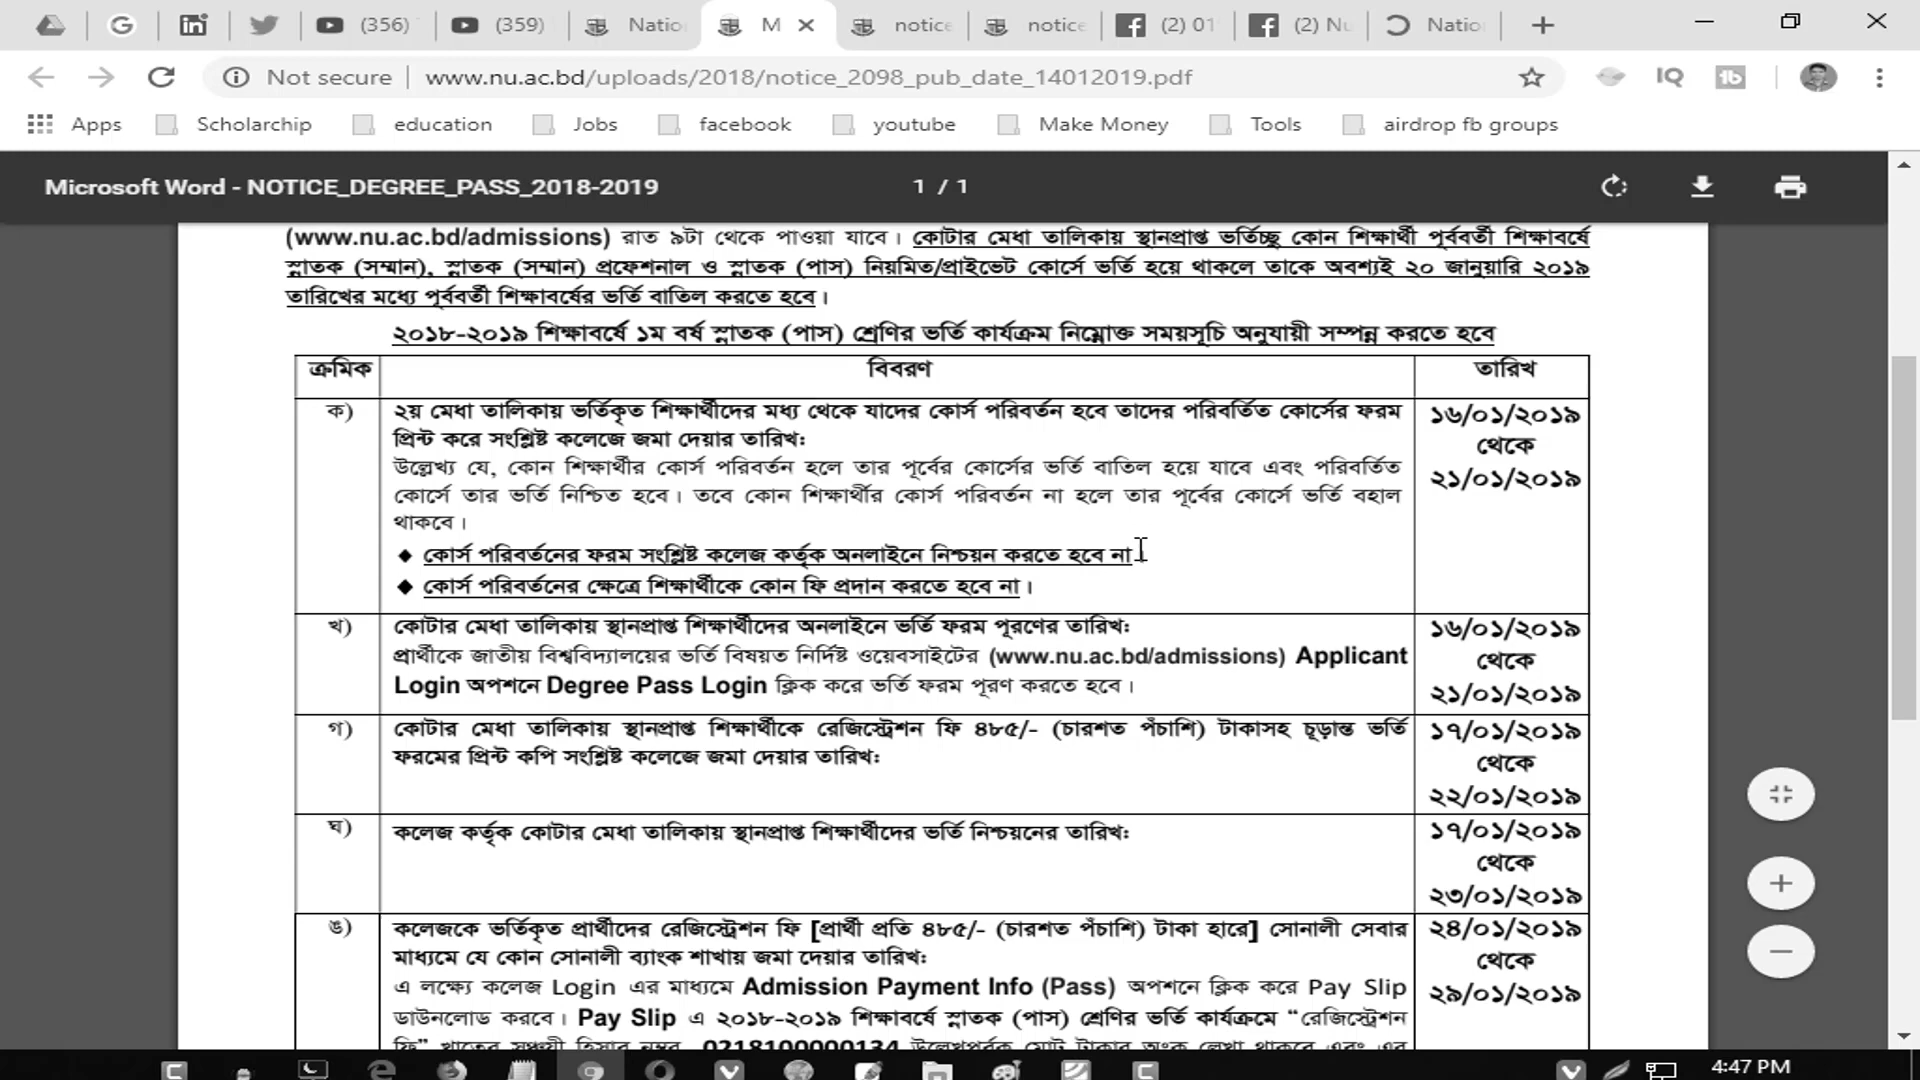 (356)
(359)
Natio
M
notice
notice
(2) 01
(2) Nu
Natio
Not secure
www.nu.ac.bd/uploads/2018/notice_2098_pub_date_14012019.pdf
IQ
Apps
Scholarchip
education
Jobs
facebook
youtube
Make Money
Tools
airdrop fb groups
Microsoft Word - NOTICE_DEGREE_PASS_2018-2019
1 / 1
(www.nu.ac.bd/admissions) রাত ৯টা থেকে পাওয়া যাবে। কোটার মেধা তালিকায় স্থানপ্রাপ্ত ভর্তিচ্ছু কোন শিক্ষার্থী পূর্ববর্তী শিক্ষাবর্ষে
স্নাতক (সম্মান), স্নাতক (সম্মান) প্রফেশনাল ও স্নাতক (পাস) নিয়মিত/প্রাইভেট কোর্সে ভর্তি হয়ে থাকলে তাকে অবশ্যই ২০ জানুয়ারি ২০১৯
তারিখের মধ্যে পূর্ববর্তী শিক্ষাবর্ষের ভর্তি বাতিল করতে হবে।
২০১৮-২০১৯ শিক্ষাবর্ষে ১ম বর্ষ স্নাতক (পাস) শ্রেণির ভর্তি কার্যক্রম নিম্নোক্ত সময়সূচি অনুযায়ী সম্পন্ন করতে হবে
ক্রমিক
বিবরণ
তারিখ
ক)
২য় মেধা তালিকায় ভর্তিকৃত শিক্ষার্থীদের মধ্য থেকে যাদের কোর্স পরিবর্তন হবে তাদের পরিবর্তিত কোর্সের ফরম
প্রিন্ট করে সংশ্লিষ্ট কলেজে জমা দেয়ার তারিখ:
উল্লেখ্য যে, কোন শিক্ষার্থীর কোর্স পরিবর্তন হলে তার পূর্বের কোর্সের ভর্তি বাতিল হয়ে যাবে এবং পরিবর্তিত
কোর্সে তার ভর্তি নিশ্চিত হবে। তবে কোন শিক্ষার্থীর কোর্স পরিবর্তন না হলে তার পূর্বের কোর্সে ভর্তি বহাল
থাকবে।
◆ কোর্স পরিবর্তনের ফরম সংশ্লিষ্ট কলেজ কর্তৃক অনলাইনে নিশ্চয়ন করতে হবে না
◆ কোর্স পরিবর্তনের ক্ষেত্রে শিক্ষার্থীকে কোন ফি প্রদান করতে হবে না।
১৬/০১/২০১৯
থেকে
২১/০১/২০১৯
খ)
কোটার মেধা তালিকায় স্থানপ্রাপ্ত শিক্ষার্থীদের অনলাইনে ভর্তি ফরম পূরণের তারিখ:
প্রার্থীকে জাতীয় বিশ্ববিদ্যালয়ের ভর্তি বিষয়ত নির্দিষ্ট ওয়েবসাইটের (www.nu.ac.bd/admissions) Applicant
Login অপশনে Degree Pass Login ক্লিক করে ভর্তি ফরম পূরণ করতে হবে।
১৬/০১/২০১৯
থেকে
২১/০১/২০১৯
গ)
কোটার মেধা তালিকায় স্থানপ্রাপ্ত শিক্ষার্থীকে রেজিস্ট্রেশন ফি ৪৮৫/- (চারশত পঁচাশি) টাকাসহ চূড়ান্ত ভর্তি
ফরমের প্রিন্ট কপি সংশ্লিষ্ট কলেজে জমা দেয়ার তারিখ:
১৭/০১/২০১৯
থেকে
২২/০১/২০১৯
ঘ)
কলেজ কর্তৃক কোটার মেধা তালিকায় স্থানপ্রাপ্ত শিক্ষার্থীদের ভর্তি নিশ্চয়নের তারিখ:
১৭/০১/২০১৯
থেকে
২৩/০১/২০১৯
ঙ)
কলেজকে ভর্তিকৃত প্রার্থীদের রেজিস্ট্রেশন ফি [প্রার্থী প্রতি ৪৮৫/- (চারশত পঁচাশি) টাকা হারে] সোনালী সেবার
মাধ্যমে যে কোন সোনালী ব্যাংক শাখায় জমা দেয়ার তারিখ:
এ লক্ষ্যে কলেজ Login এর মাধ্যমে Admission Payment Info (Pass) অপশনে ক্লিক করে Pay Slip
ডাউনলোড করবে। Pay Slip এ ২০১৮-২০১৯ শিক্ষাবর্ষে স্নাতক (পাস) শ্রেণির ভর্তি কার্যক্রমে “রেজিস্ট্রেশন
ফি” খাতের সঞ্চয়ী হিসাব নম্বর 0218100000134 উল্লেখপূর্বক মোট টাকার অংক লেখা থাকবে এবং এর
২৪/০১/২০১৯
থেকে
২৯/০১/২০১৯
4:47 PM